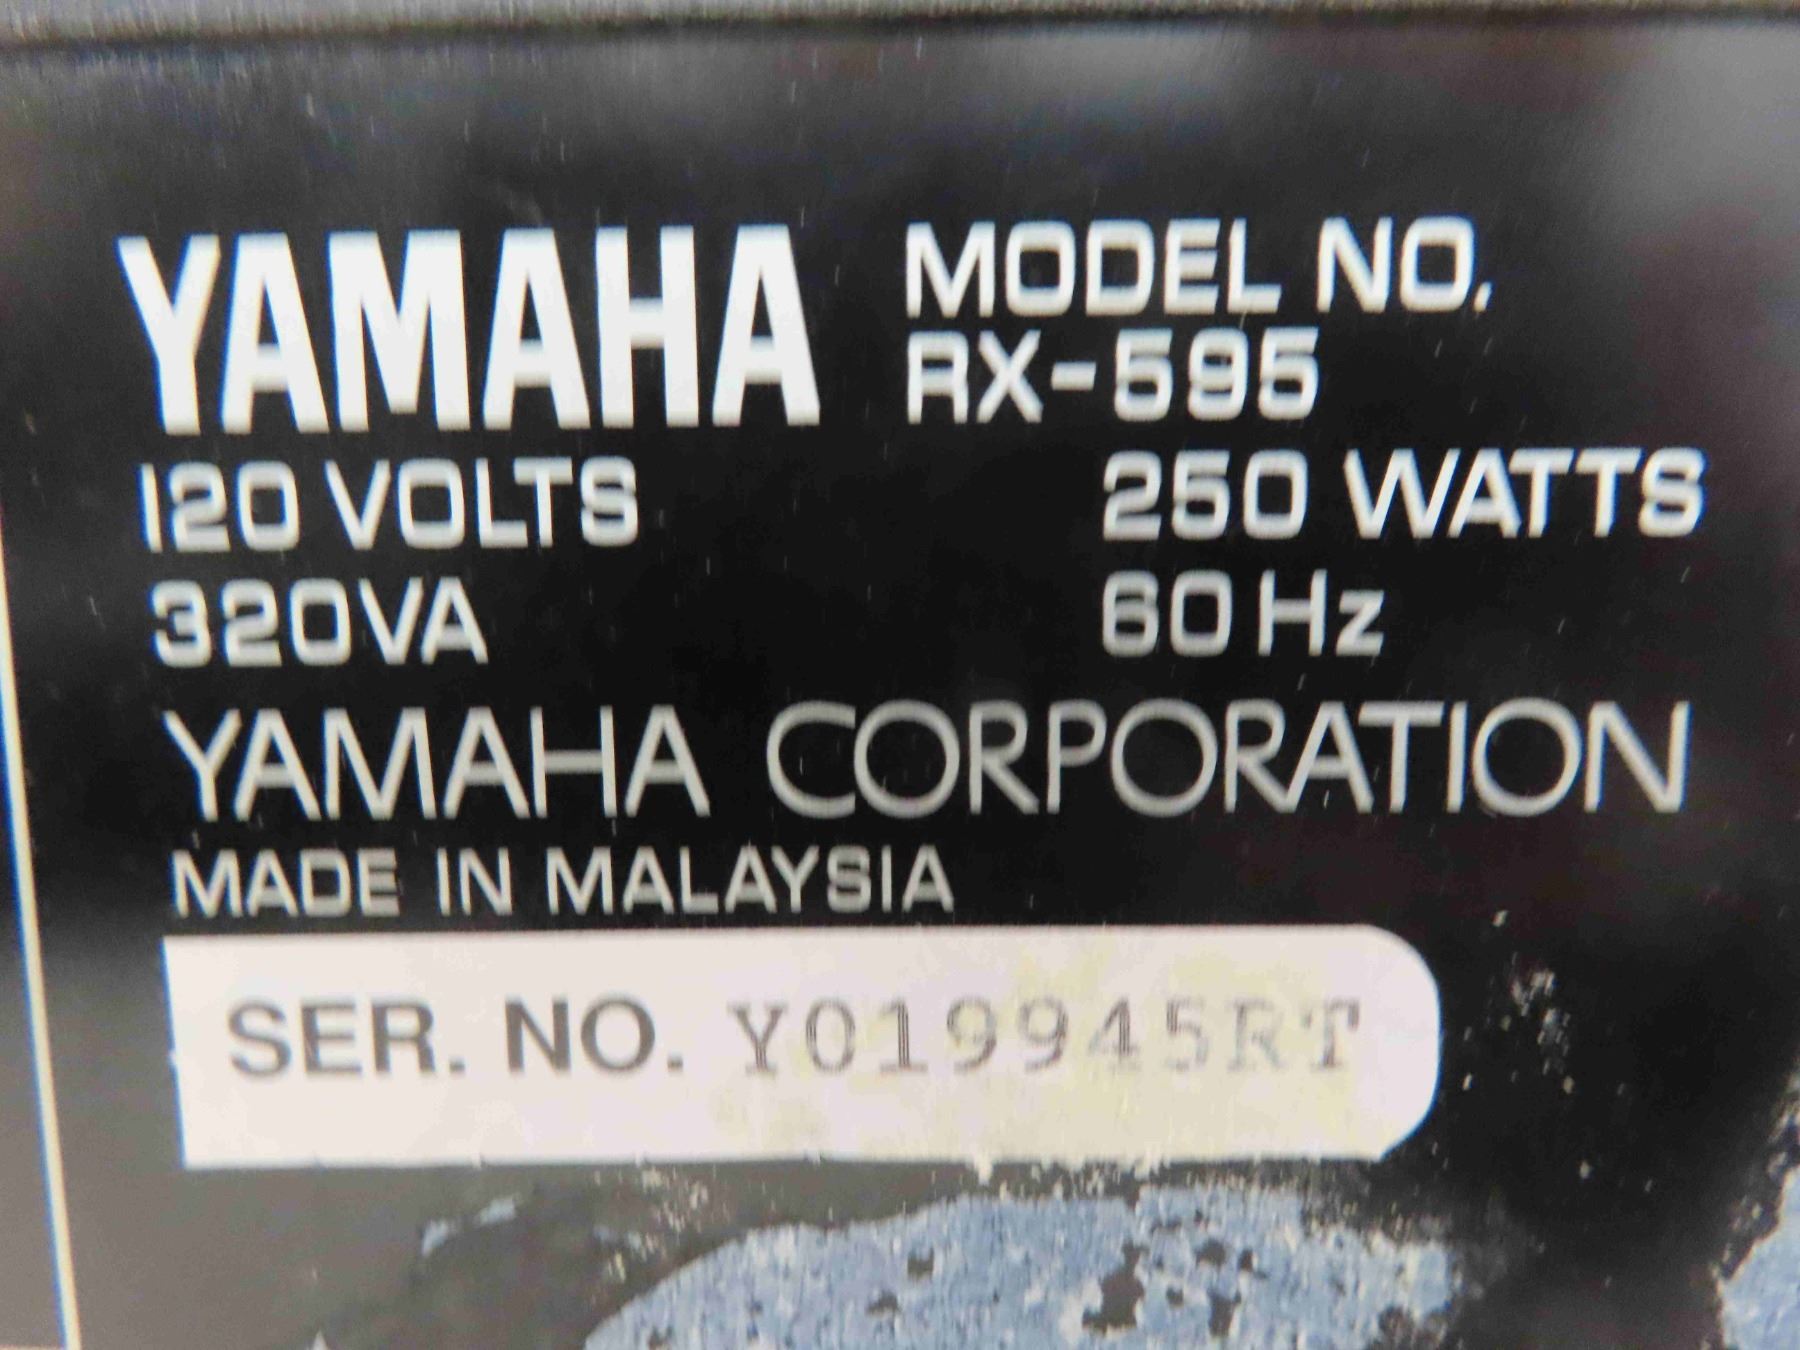 YAMAHA MODEL NO.
RX-595
120 VOLTS 250 WATTS
320VA 60 Hz
YAMAHA CORPORATION
MADE IN MALAYSIA
SER. NO. Y019945RT